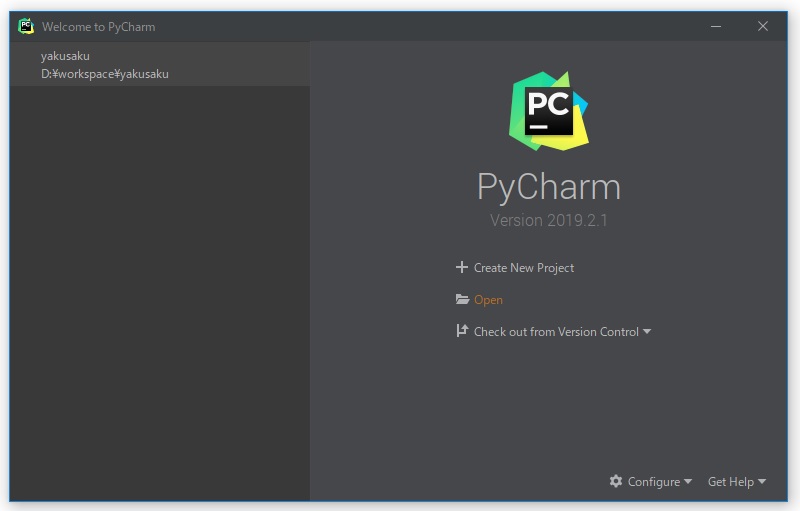 Welcome to PyCharm
yakusaku
D:¥workspace¥yakusaku
PC
PyCharm
Version 2019.2.1
Create New Project
Open
Check out from Version Control
Configure
Get Help